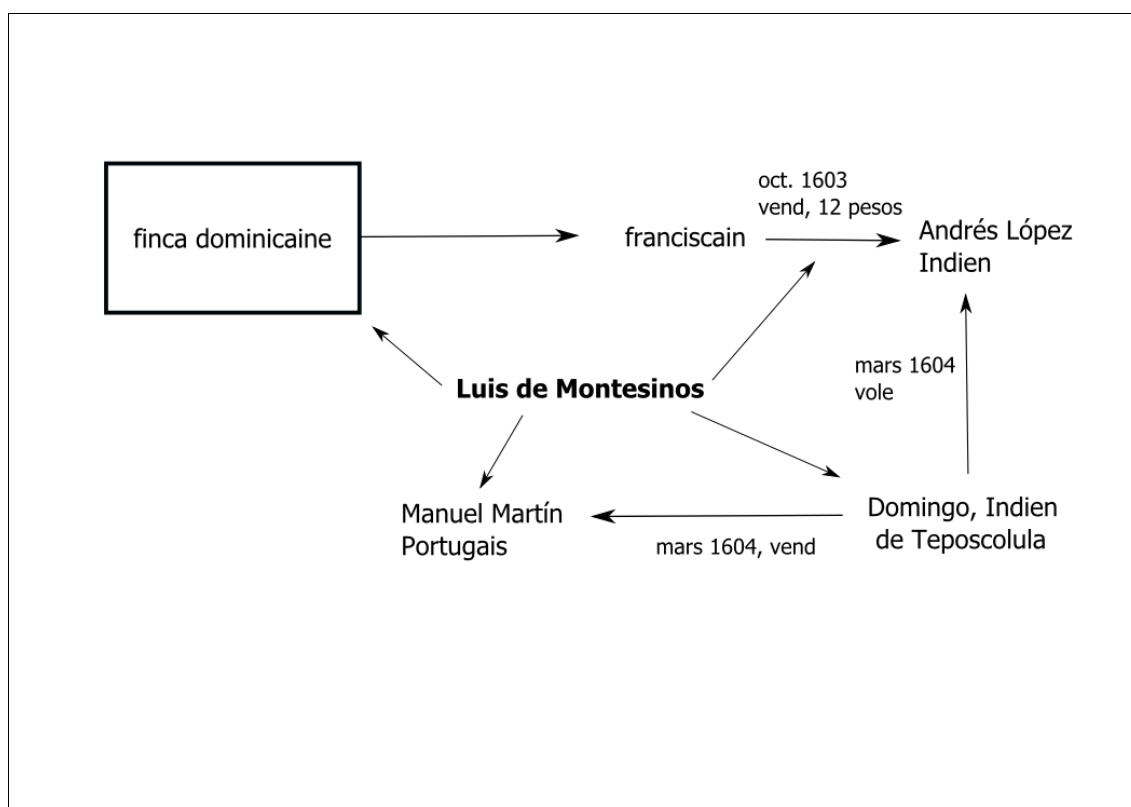 oct. 1603
vend, 12 pesos
finca dominicaine
franciscain
Andrés López
Indien
mars 1604
vole
Luis de Montesinos
Manuel Martín
Portugais
mars 1604, vend
Domingo, Indien
de Teposcolula